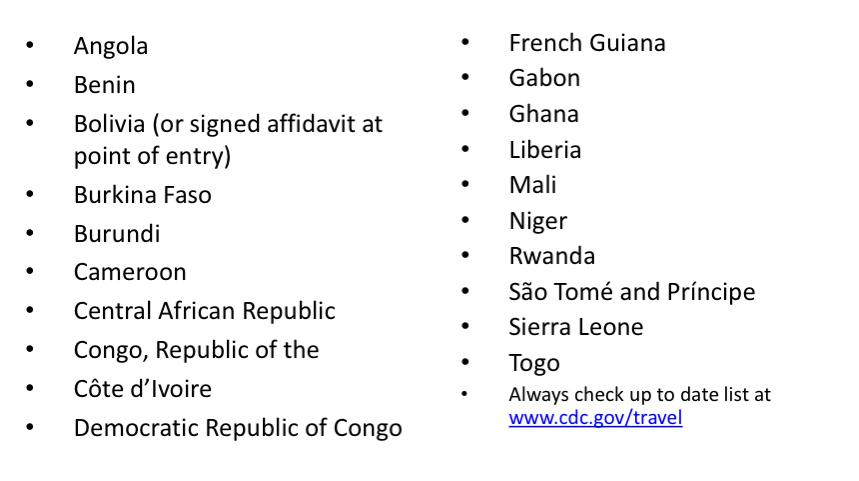 • Angola
• Benin
• Bolivia (or signed affidavit at
point of entry)
• Burkina Faso
• Burundi
• Cameroon
• Central African Republic
• Congo, Republic of the
• Côte d’Ivoire
• Democratic Republic of Congo
• French Guiana
• Gabon
• Ghana
• Liberia
• Mali
• Niger
• Rwanda
• São Tomé and Príncipe
• Sierra Leone
• Togo
• Always check up to date list at
www.cdc.gov/travel